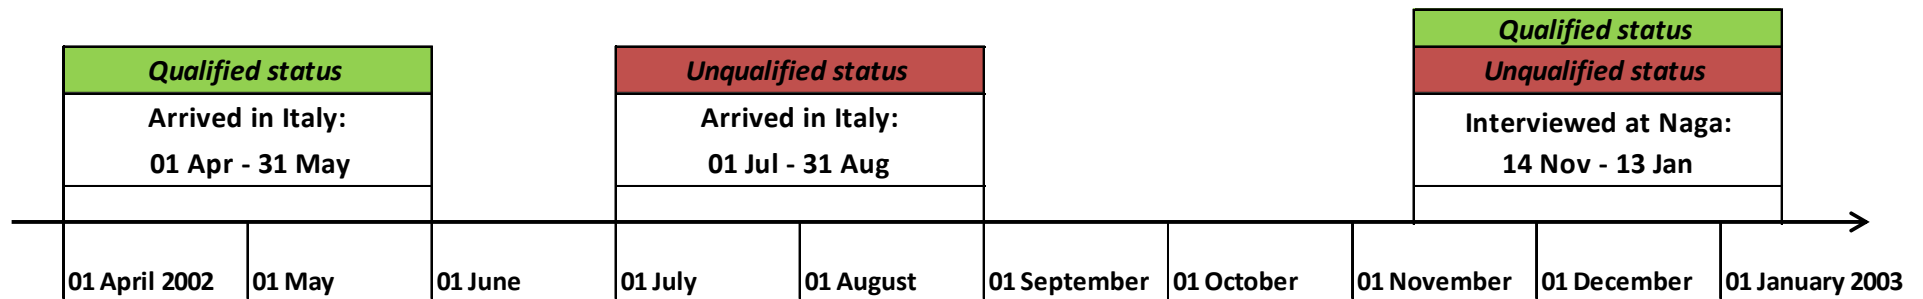 Qualified status
Arrived in Italy:
01 Apr - 31 May
Unqualified status
Arrived in Italy:
01 Jul - 31 Aug
Qualified status
Unqualified status
Interviewed at Naga:
14 Nov - 13 Jan
01 April 2002
01 May
01 June
01 July
01 August
01 September
01 October
01 November
01 December
01 January 2003